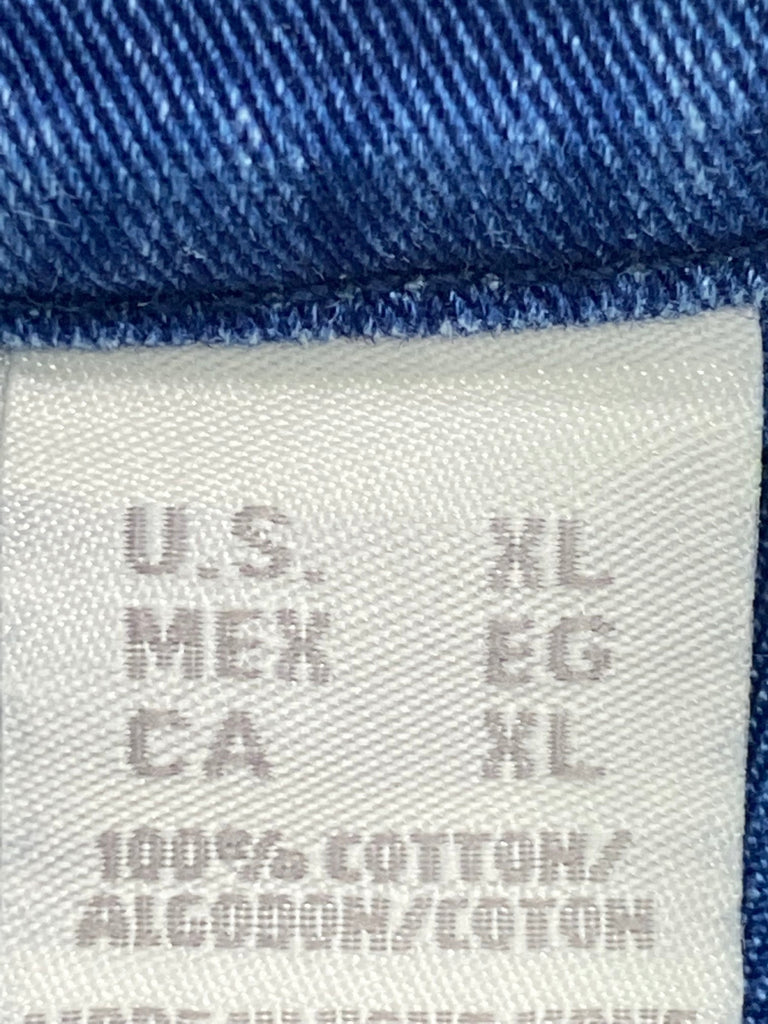 U.S. XL
MEX EG
CA XL
100% COTTON/
ALGODON/COTON